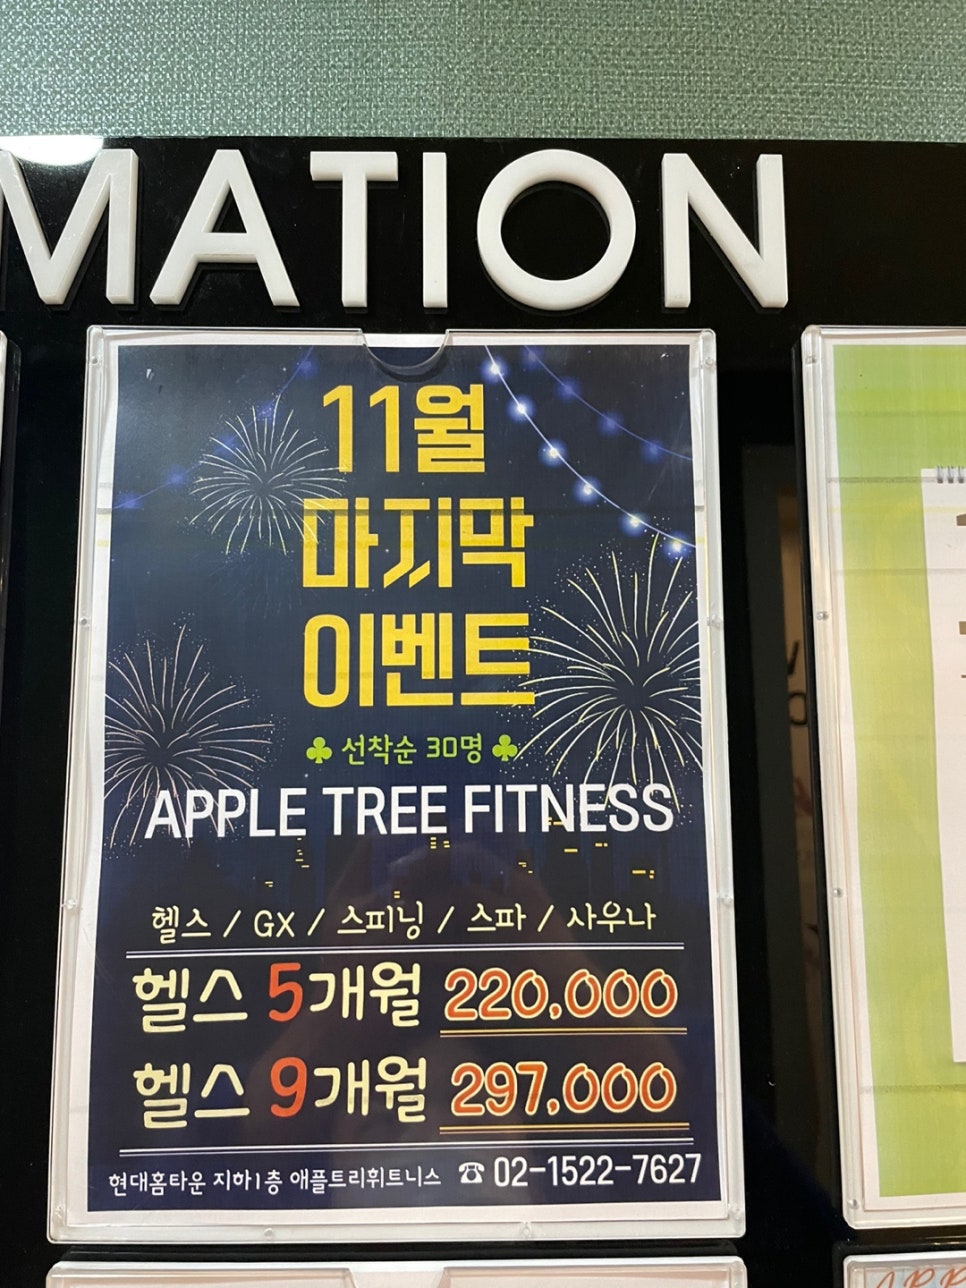 MATION
11월
마지막
이벤트
♣ 선착순 30명 ♣
APPLE TREE FITNESS
헬스 / GX / 스피닝 / 스파 / 사우나
헬스 5개월 220,000
헬스 9개월 297,000
현대홈타운 지하1층 애플트리휘트니스 ☎ 02-1522-7627